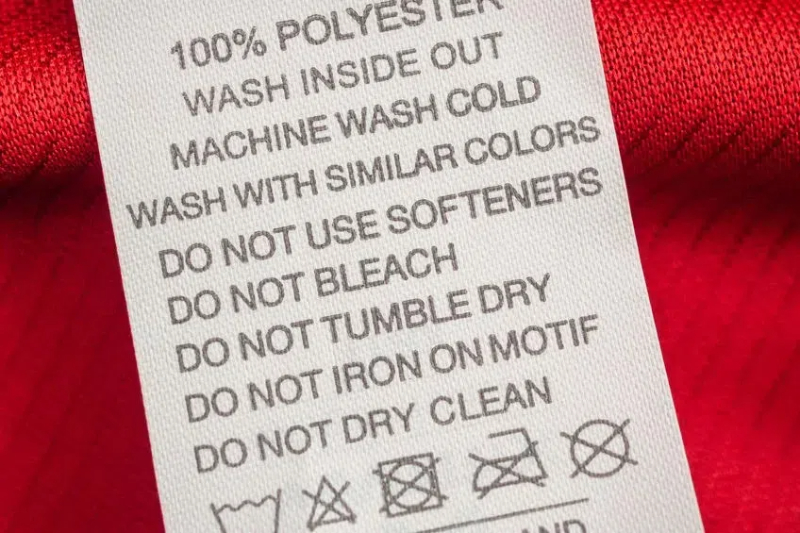 100% POLYESTER
WASH INSIDE OUT
MACHINE WASH COLD
WASH WITH SIMILAR COLORS
DO NOT USE SOFTENERS
DO NOT BLEACH
DO NOT TUMBLE DRY
DO NOT IRON ON MOTIF
DO NOT DRY CLEAN